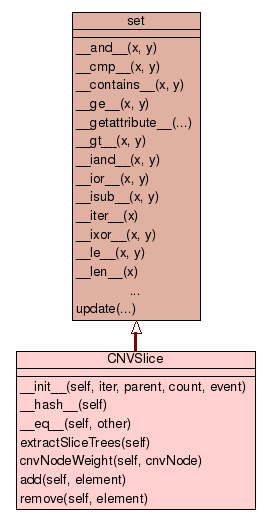 set
__and__(x, y)
__cmp__(x, y)
__contains__(x, y)
__ge__(x, y)
__getattribute__(...)
__gt__(x, y)
__iand__(x, y)
__ior__(x, y)
__isub__(x, y)
__iter__(x)
__ixor__(x, y)
__le__(x, y)
__len__(x)
...
update(...)
CNVSlice
__init__(self, iter, parent, count, event)
__hash__(self)
__eq__(self, other)
extractSliceTrees(self)
cnvNodeWeight(self, cnvNode)
add(self, element)
remove(self, element)